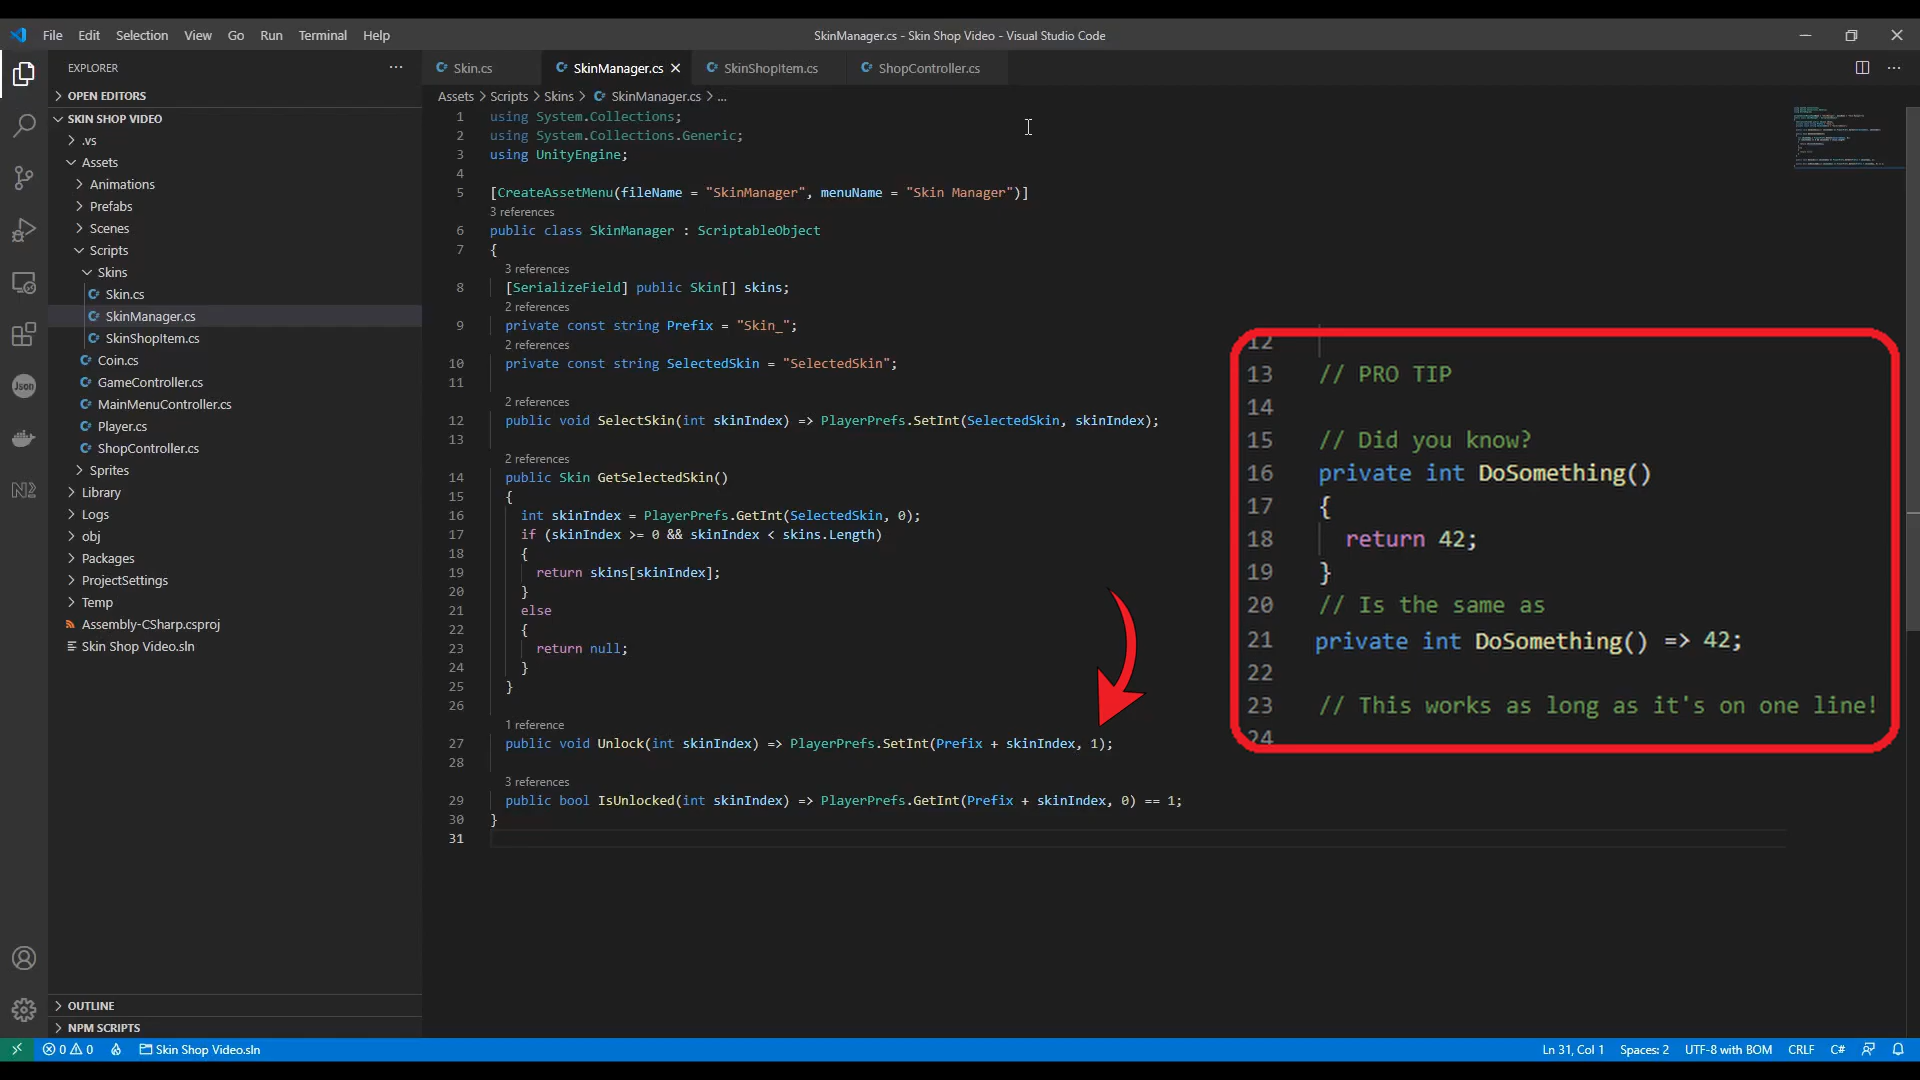 File Edit Selection View Go Run Terminal Help
SkinManager.cs - Skin Shop Video - Visual Studio Code
EXPLORER
OPEN EDITORS
SKIN SHOP VIDEO
.vs
Assets
Animations
Prefabs
Scenes
Scripts
Skins
Skin.cs
SkinManager.cs
SkinShopItem.cs
Coin.cs
GameController.cs
MainMenuController.cs
Player.cs
ShopController.cs
Sprites
Library
Logs
obj
Packages
ProjectSettings
Temp
Assembly-CSharp.csproj
Skin Shop Video.sln
OUTLINE
NPM SCRIPTS
Json
Skin.cs SkinManager.cs SkinShopItem.cs ShopController.cs
Assets > Scripts > Skins > SkinManager.cs > ...
1 using System.Collections;
2 using System.Collections.Generic;
3 using UnityEngine;
4
5 [CreateAssetMenu(fileName = "SkinManager", menuName = "Skin Manager")]
3 references
6 public class SkinManager : ScriptableObject
7 {
3 references
8 [SerializeField] public Skin[] skins;
2 references
9 private const string Prefix = "Skin_";
2 references
10 private const string SelectedSkin = "SelectedSkin";
11
2 references
12 public void SelectSkin(int skinIndex) => PlayerPrefs.SetInt(SelectedSkin, skinIndex);
13
2 references
14 public Skin GetSelectedSkin()
15 {
16 int skinIndex = PlayerPrefs.GetInt(SelectedSkin, 0);
17 if (skinIndex >= 0 && skinIndex < skins.Length)
18 {
19 return skins[skinIndex];
20 }
21 else
22 {
23 return null;
24 }
25 }
26
1 reference
27 public void Unlock(int skinIndex) => PlayerPrefs.SetInt(Prefix + skinIndex, 1);
28
3 references
29 public bool IsUnlocked(int skinIndex) => PlayerPrefs.GetInt(Prefix + skinIndex, 0) == 1;
30 }
31
12
13 // PRO TIP
14
15 // Did you know?
16 private int DoSomething()
17 {
18 return 42;
19 }
20 // Is the same as
21 private int DoSomething() => 42;
22
23 // This works as long as it's on one line!
24
0 0 Skin Shop Video.sln
Ln 31, Col 1 Spaces: 2 UTF-8 with BOM CRLF C#